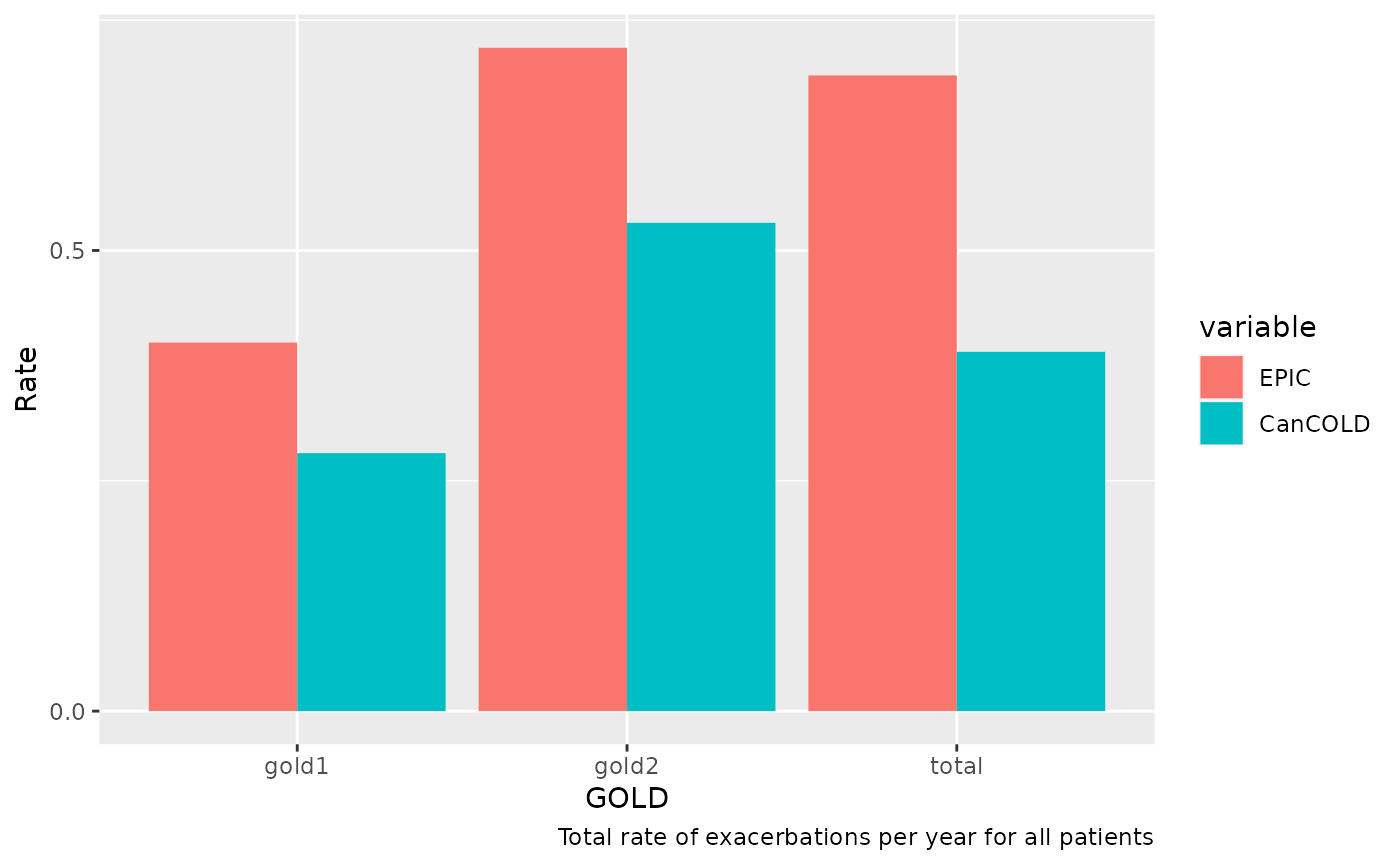 Rate
0.5
0.0
gold1
gold2
total
GOLD
Total rate of exacerbations per year for all patients
variable
EPIC
CanCOLD